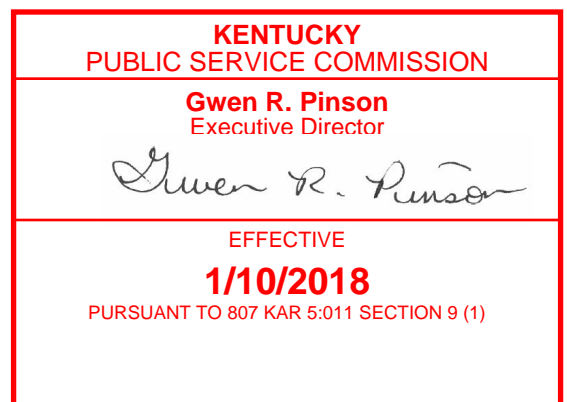 KENTUCKY
PUBLIC SERVICE COMMISSION
Gwen R. Pinson
Executive Director
Gwen R. Pinson
EFFECTIVE
1/10/2018
PURSUANT TO 807 KAR 5:011 SECTION 9 (1)